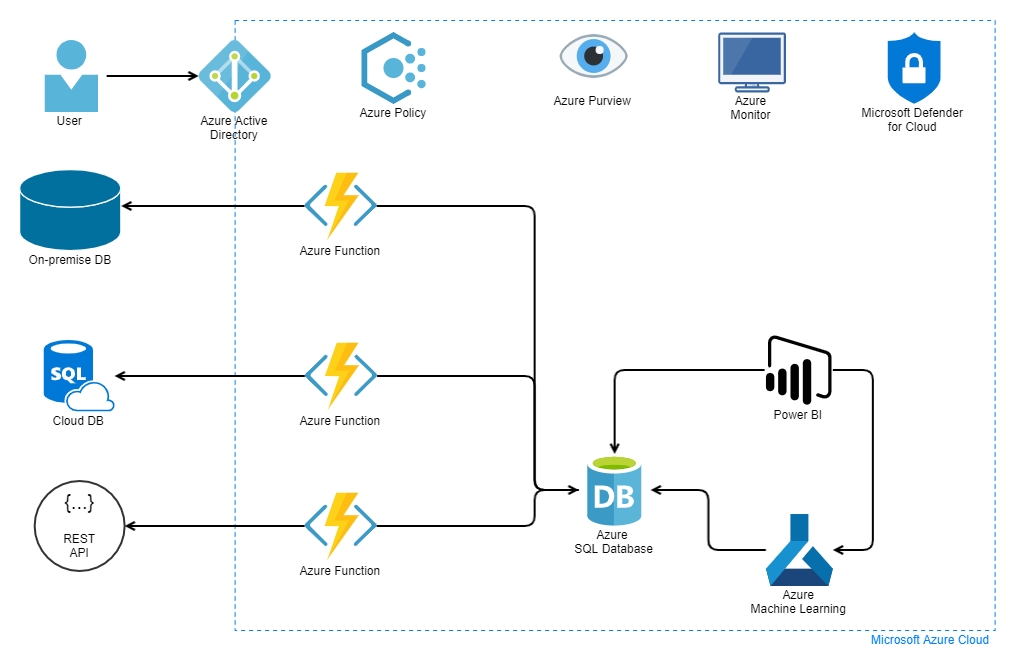 User
Azure Active
Directory
Azure Policy
Azure Purview
Azure
Monitor
Microsoft Defender
for Cloud
On-premise DB
Azure Function
SQL
Cloud DB
Azure Function
Power BI
{...}
REST
API
Azure Function
DB
Azure
SQL Database
Azure
Machine Learning
Microsoft Azure Cloud